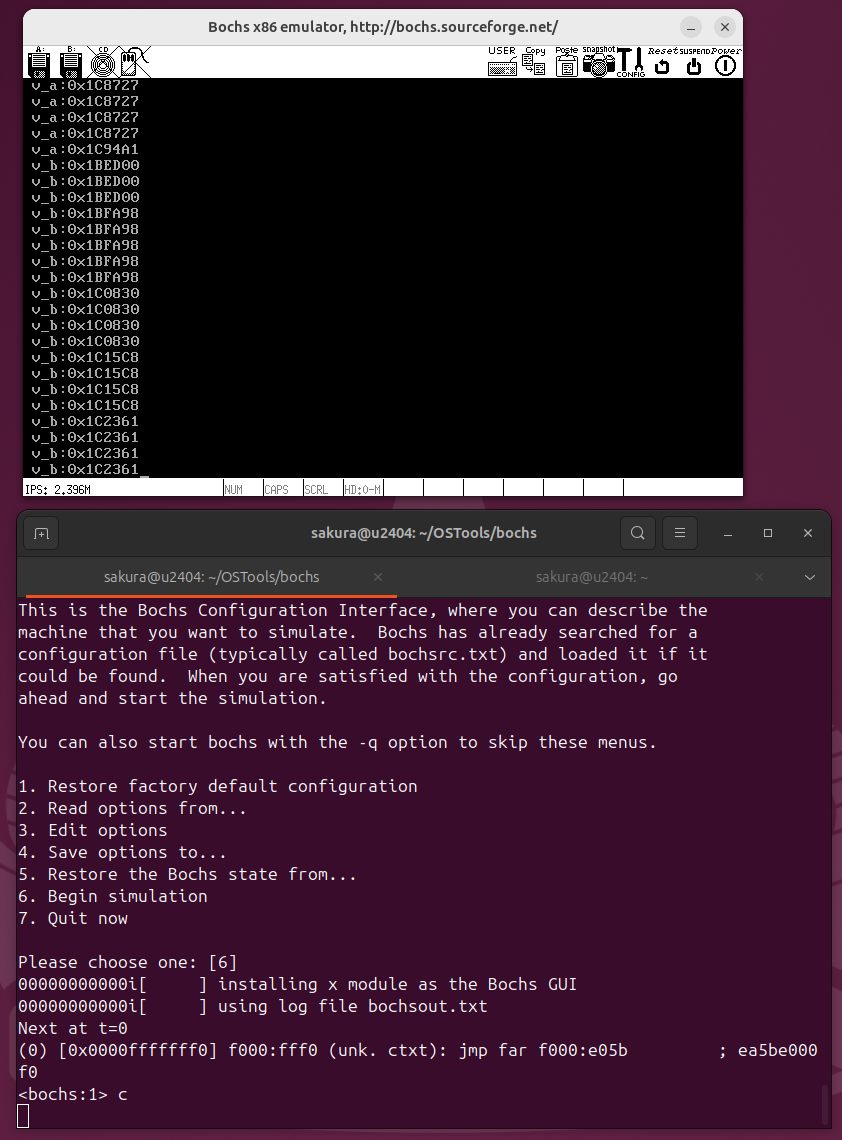 Bochs x86 emulator, http://bochs.sourceforge.net/
A: B: CD USER Copy Paste snapshot CONFIG Reset SUSPEND Power
v_a:0x1C8727
v_a:0x1C8727
v_a:0x1C8727
v_a:0x1C8727
v_a:0x1C94A1
v_b:0x1BED00
v_b:0x1BED00
v_b:0x1BED00
v_b:0x1BFA98
v_b:0x1BFA98
v_b:0x1BFA98
v_b:0x1BFA98
v_b:0x1BFA98
v_b:0x1C0830
v_b:0x1C0830
v_b:0x1C0830
v_b:0x1C0830
v_b:0x1C15C8
v_b:0x1C15C8
v_b:0x1C15C8
v_b:0x1C15C8
v_b:0x1C2361
v_b:0x1C2361
v_b:0x1C2361
v_b:0x1C2361
IPS: 2.396M NUM CAPS SCRL HD:0-M
sakura@u2404: ~/OSTools/bochs
sakura@u2404: ~/OSTools/bochs sakura@u2404: ~
This is the Bochs Configuration Interface, where you can describe the
machine that you want to simulate.  Bochs has already searched for a
configuration file (typically called bochsrc.txt) and loaded it if it
could be found.  When you are satisfied with the configuration, go
ahead and start the simulation.
You can also start bochs with the -q option to skip these menus.
1. Restore factory default configuration
2. Read options from...
3. Edit options
4. Save options to...
5. Restore the Bochs state from...
6. Begin simulation
7. Quit now
Please choose one: [6]
00000000000i[     ] installing x module as the Bochs GUI
00000000000i[     ] using log file bochsout.txt
Next at t=0
(0) [0x0000fffffff0] f000:fff0 (unk. ctxt): jmp far f000:e05b         ; ea5be000
f0
<bochs:1> c